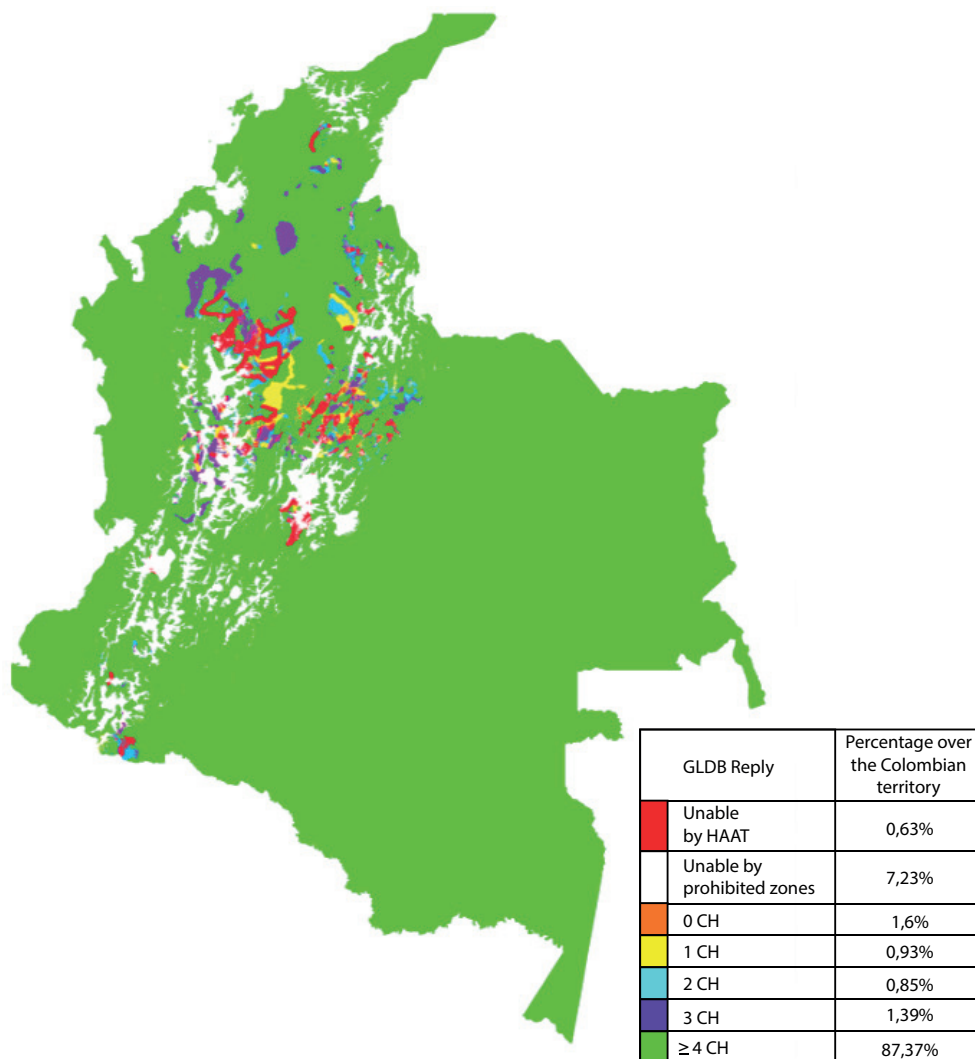 GLDB Reply
Percentage over
the Colombian
territory
Unable
by HAAT
0,63%
Unable by
prohibited zones
7,23%
0 CH
1,6%
1 CH
0,93%
2 CH
0,85%
3 CH
1,39%
≥ 4 CH
87,37%